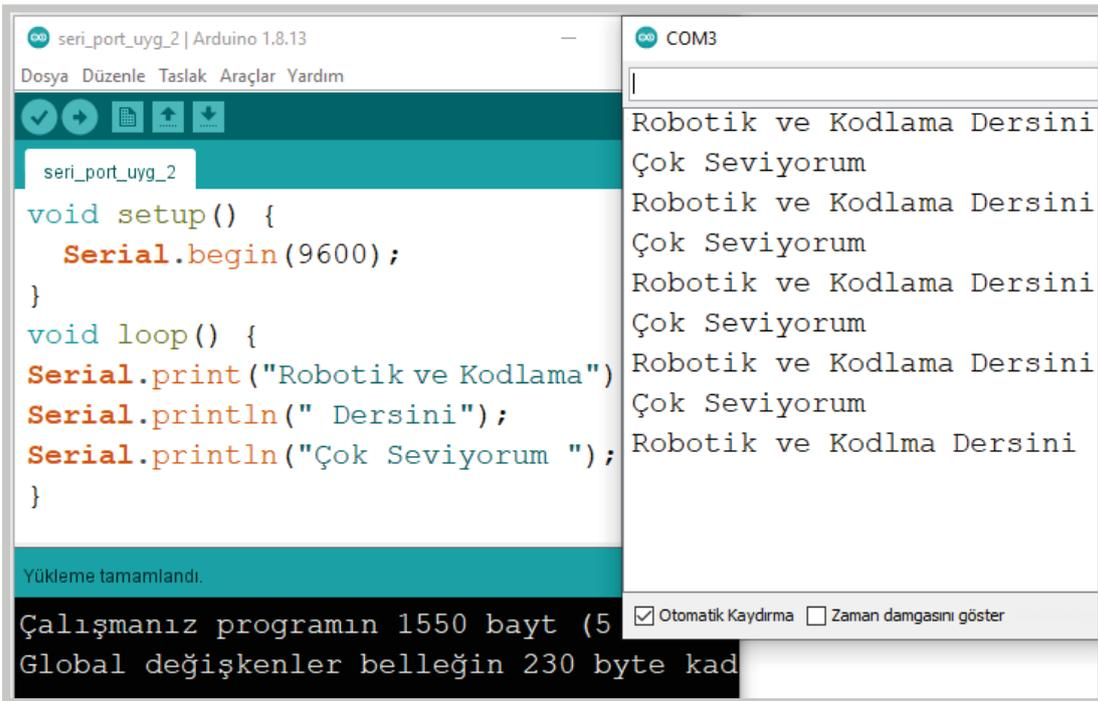 seri_port_uyg_2 | Arduino 1.8.13
Dosya Düzenle Taslak Araçlar Yardım
seri_port_uyg_2
void setup() {
Serial.begin(9600);
}
void loop() {
Serial.print("Robotik ve Kodlama")
Serial.println(" Dersini");
Serial.println("Çok Seviyorum ");
}
Yükleme tamamlandı.
Çalışmanız programın 1550 bayt (5
Global değişkenler belleğin 230 byte kad
COM3
Robotik ve Kodlama Dersini
Çok Seviyorum
Robotik ve Kodlama Dersini
Çok Seviyorum
Robotik ve Kodlama Dersini
Çok Seviyorum
Robotik ve Kodlama Dersini
Çok Seviyorum
Robotik ve Kodlma Dersini
Otomatik Kaydırma Zaman damgasını göster